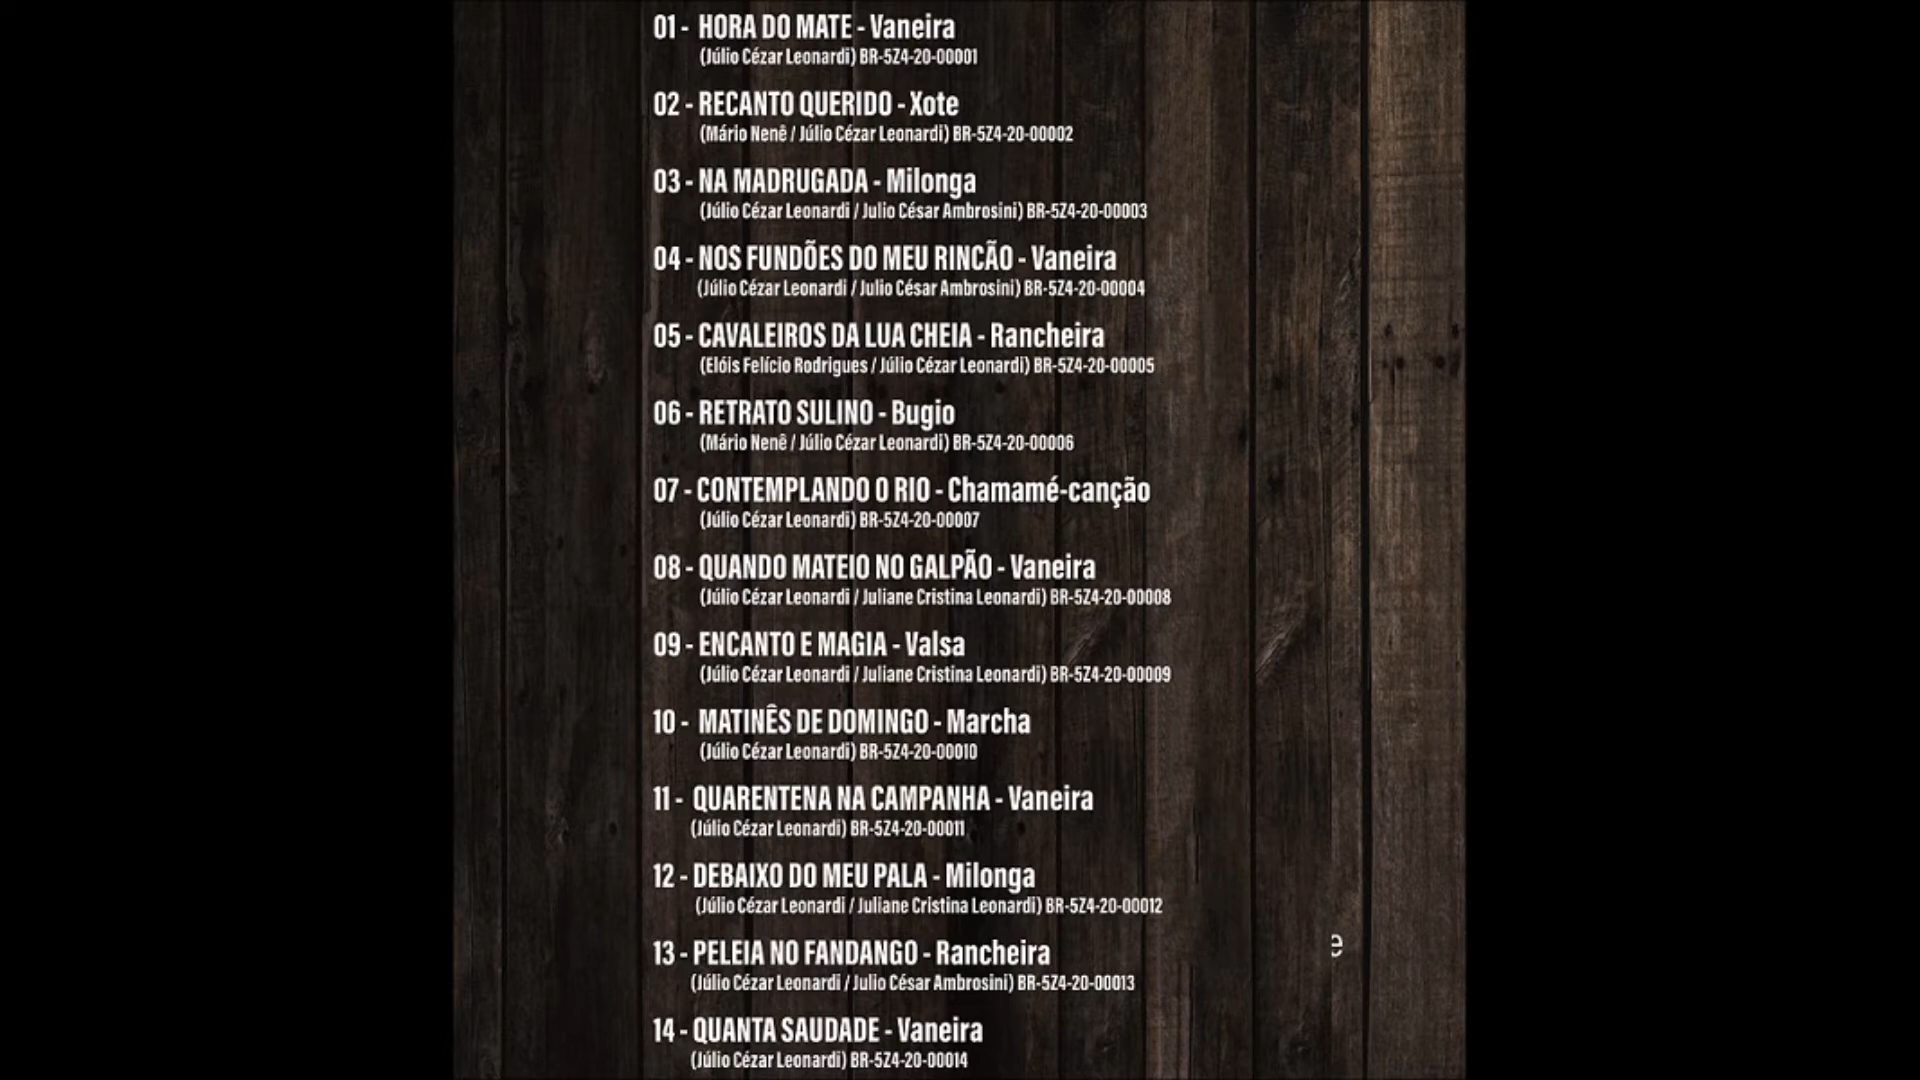 01 - HORA DO MATE - Vaneira
(Júlio Cézar Leonardi) BR-5Z4-20-00001
02 - RECANTO QUERIDO - Xote
(Mário Nenê / Júlio Cézar Leonardi) BR-5Z4-20-00002
03 - NA MADRUGADA - Milonga
(Júlio Cézar Leonardi / Julio César Ambrosini) BR-5Z4-20-00003
04 - NOS FUNDÕES DO MEU RINCÃO - Vaneira
(Júlio Cézar Leonardi / Julio César Ambrosini) BR-5Z4-20-00004
05 - CAVALEIROS DA LUA CHEIA - Rancheira
(Elóis Felício Rodrigues / Júlio Cézar Leonardi) BR-5Z4-20-00005
06 - RETRATO SULINO - Bugio
(Mário Nenê / Júlio Cézar Leonardi) BR-5Z4-20-00006
07 - CONTEMPLANDO O RIO - Chamamé-canção
(Júlio Cézar Leonardi) BR-5Z4-20-00007
08 - QUANDO MATEIO NO GALPÃO - Vaneira
(Júlio Cézar Leonardi / Juliane Cristina Leonardi) BR-5Z4-20-00008
09 - ENCANTO E MAGIA - Valsa
(Júlio Cézar Leonardi / Juliane Cristina Leonardi) BR-5Z4-20-00009
10 - MATINÊS DE DOMINGO - Marcha
(Júlio Cézar Leonardi) BR-5Z4-20-00010
11 - QUARENTENA NA CAMPANHA - Vaneira
(Júlio Cézar Leonardi) BR-5Z4-20-00011
12 - DEBAIXO DO MEU PALA - Milonga
(Júlio Cézar Leonardi / Juliane Cristina Leonardi) BR-5Z4-20-00012
13 - PELEIA NO FANDANGO - Rancheira
(Júlio Cézar Leonardi / Julio César Ambrosini) BR-5Z4-20-00013
14 - QUANTA SAUDADE - Vaneira
(Júlio Cézar Leonardi) BR-5Z4-20-00014